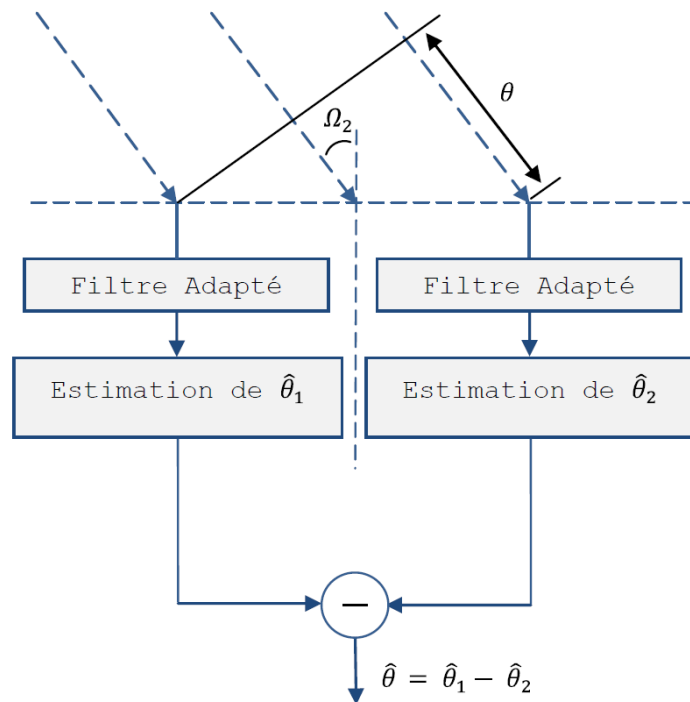 θ
Ω₂
Filtre Adapté
Filtre Adapté
Estimation de θ̂₁
Estimation de θ̂₂
−
θ̂ = θ̂₁ − θ̂₂